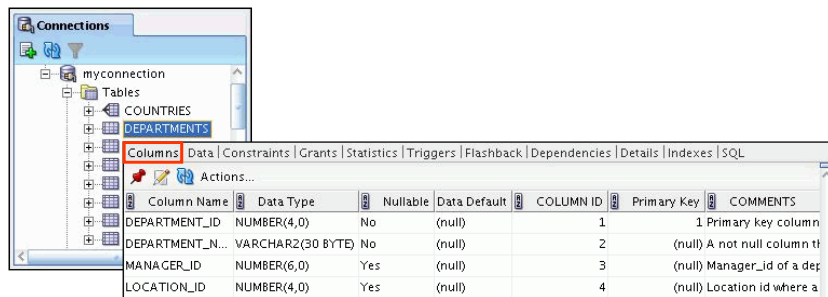 Connections
myconnection
Tables
COUNTRIES
DEPARTMENTS
Columns Data | Constraints | Grants | Statistics | Triggers | Flashback | Dependencies | Details | Indexes | SQL
Actions...
Column Name Data Type Nullable Data Default COLUMN ID Primary Key COMMENTS
DEPARTMENT_ID NUMBER(4,0) No (null) 1 1 Primary key column
DEPARTMENT_N... VARCHAR2(30 BYTE) No (null) 2 (null) A not null column th
MANAGER_ID NUMBER(6,0) Yes (null) 3 (null) Manager_id of a dep
LOCATION_ID NUMBER(4,0) Yes (null) 4 (null) Location id where a